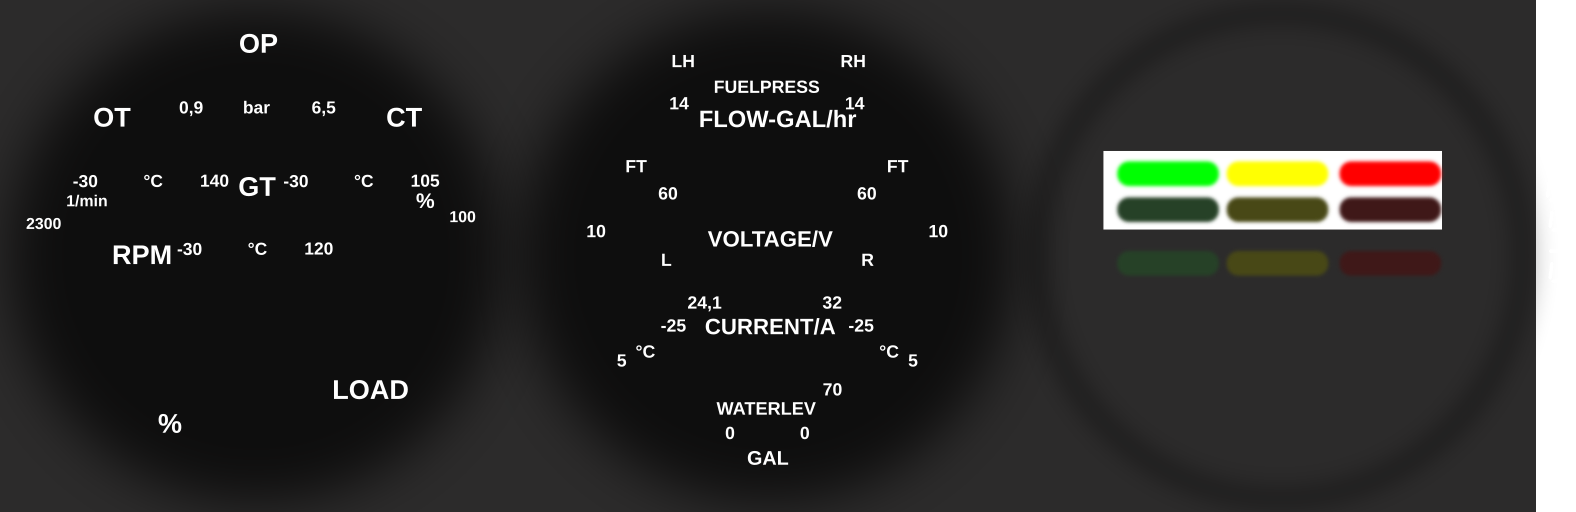 OP
0,9 bar 6,5
OT CT
-30 °C 140 GT -30 °C 105
1/min %
2300 100
RPM -30 °C 120
LOAD
%
LH RH
FUELPRESS
14 14
FLOW-GAL/hr
FT FT
60 60
10 10
VOLTAGE/V
L R
24,1 32
-25 CURRENT/A -25
5 °C °C 5
70
WATERLEV
0 0
GAL